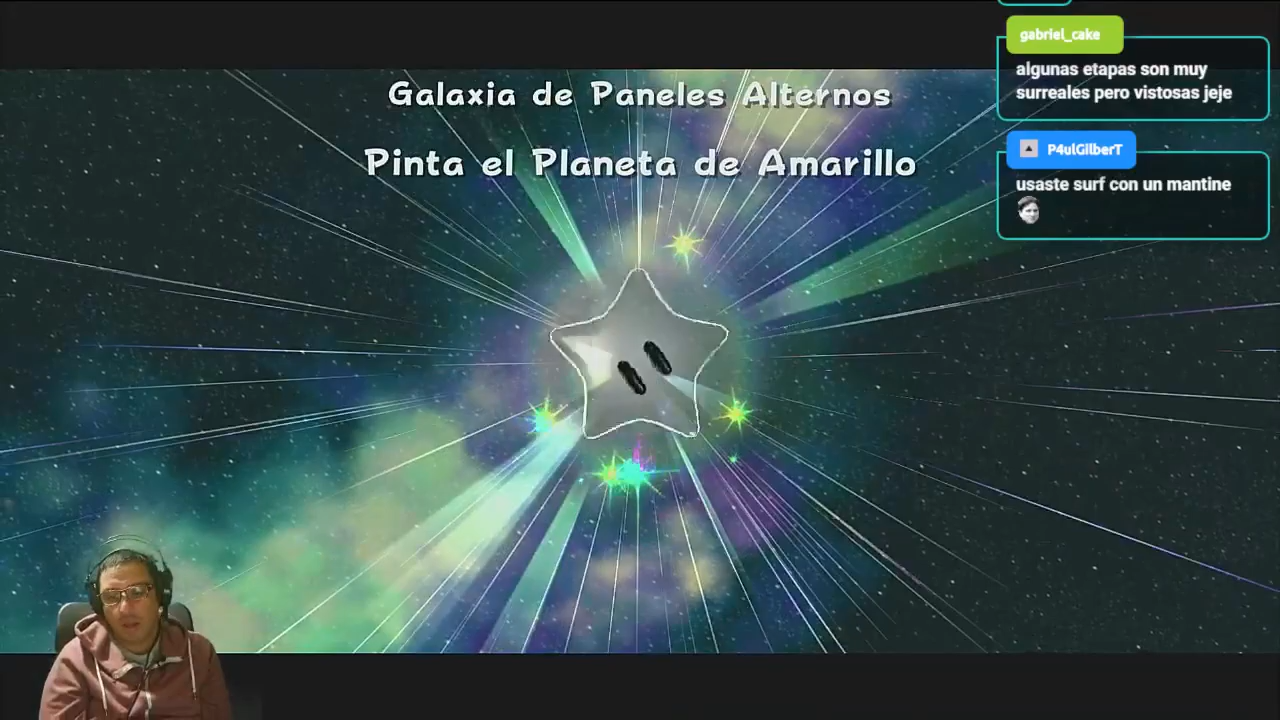 Galaxia de Paneles Alternos
Pinta el Planeta de Amarillo
gabriel_cake
algunas etapas son muy
surreales pero vistosas jeje
P4ulGilberT
usaste surf con un mantine